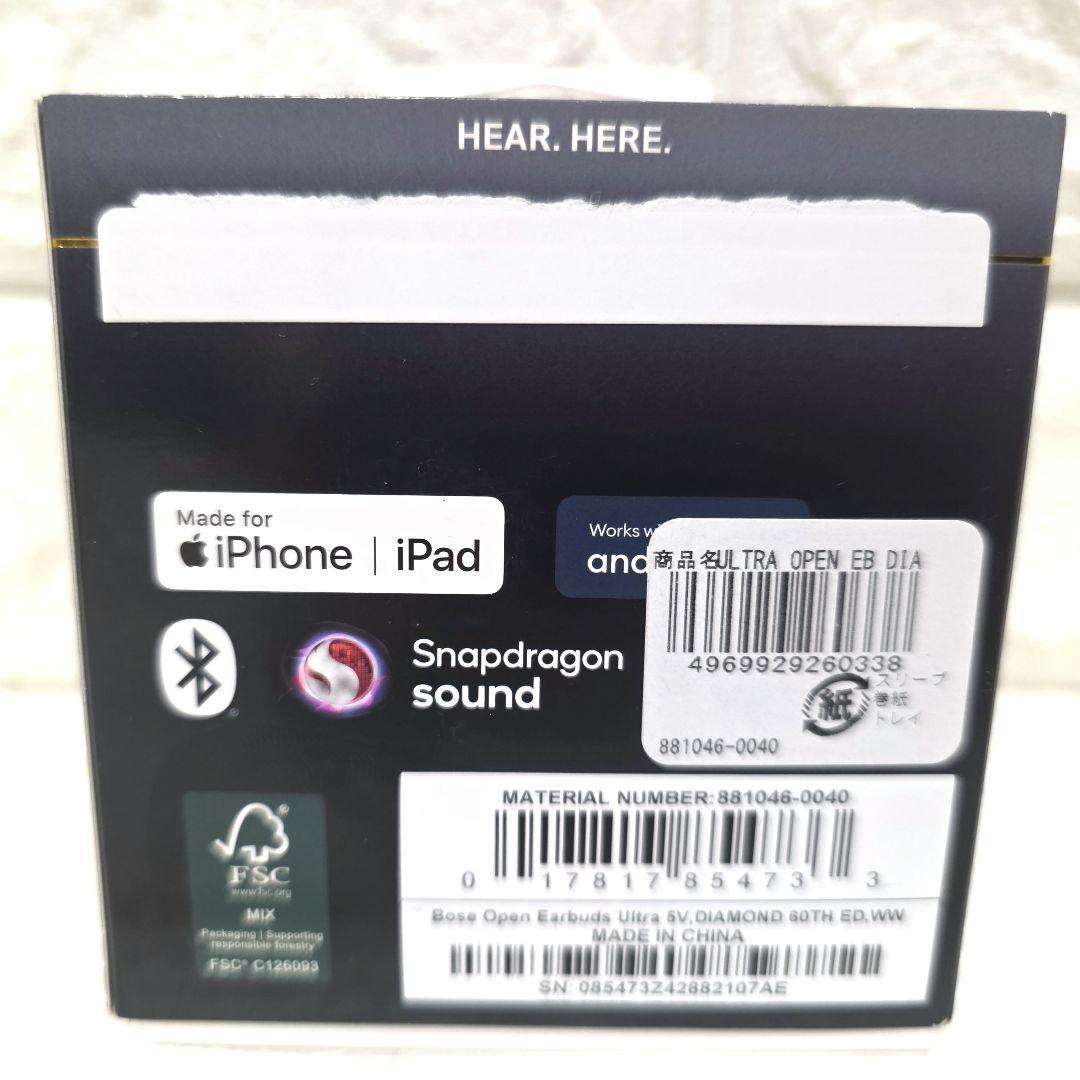 HEAR. HERE.
Made for
iPhone | iPad
Works
商品名ULTRA OPEN EB DIA
4969929260338
紙
スリーブ
巻紙
トレイ
881046-0040
Snapdragon
sound
FSC
www.fsc.org
MIX
Packaging | Supporting
responsible forestry
FSC® C126093
MATERIAL NUMBER: 881046-0040
0 17817 85473 3
Bose Open Earbuds Ultra 5V,DIAMOND 60TH ED,WW
MADE IN CHINA
SN: 085473Z42882107AE